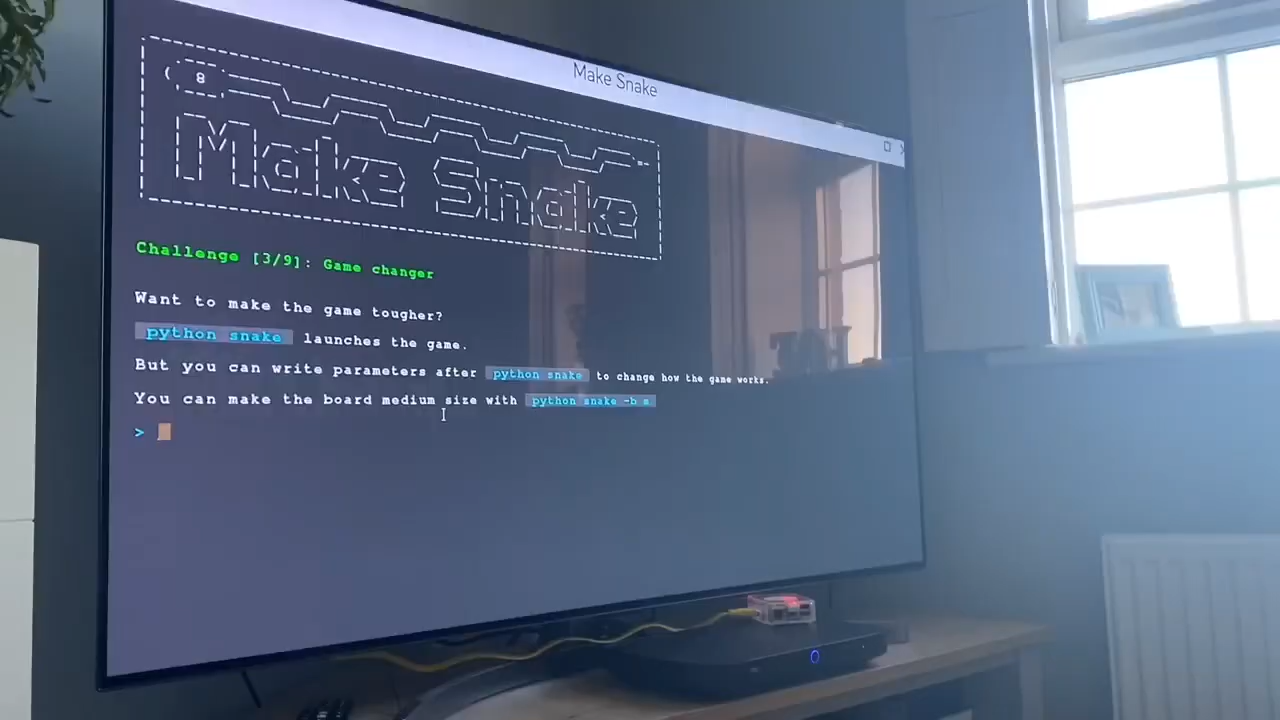 Make Snake
8
Make Snake
Challenge [3/9]: Game changer
Want to make the game tougher?
python snake launches the game.
But you can write parameters after python snake to change how the game works.
You can make the board medium size with python snake -b m
>